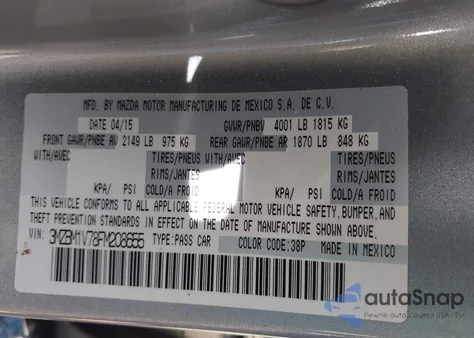 MFD. BY MAZDA MOTOR MANUFACTURING DE MEXICO S.A. DE C.V.
DATE 04/15 GVWR/PNBV 4001 LB 1815 KG
FRONT GAWR/PNBE AV 2149 LB 975 KG REAR GAWR/PNBE AR 1870 LB 848 KG
WITH/AVEC TIRES/PNEUS WITH/AVEC TIRES/PNEUS
RIMS/JANTES RIMS/JANTES
KPA/ PSI COLD/A FROID KPA/ PSI COLD/A FROID
THIS VEHICLE CONFORMS TO ALL APPLICABLE FEDERAL MOTOR VEHICLE SAFETY, BUMPER, AND
THEFT PREVENTION STANDARDS IN EFFECT ON THE DATE OF MANUFACTURE SHOWN ABOVE.
VIN: 3MZBM1V78FM208655 TYPE:PASS CAR COLOR CODE:38P MADE IN MEXICO
autoSnap
Pewne auta z USA - EU